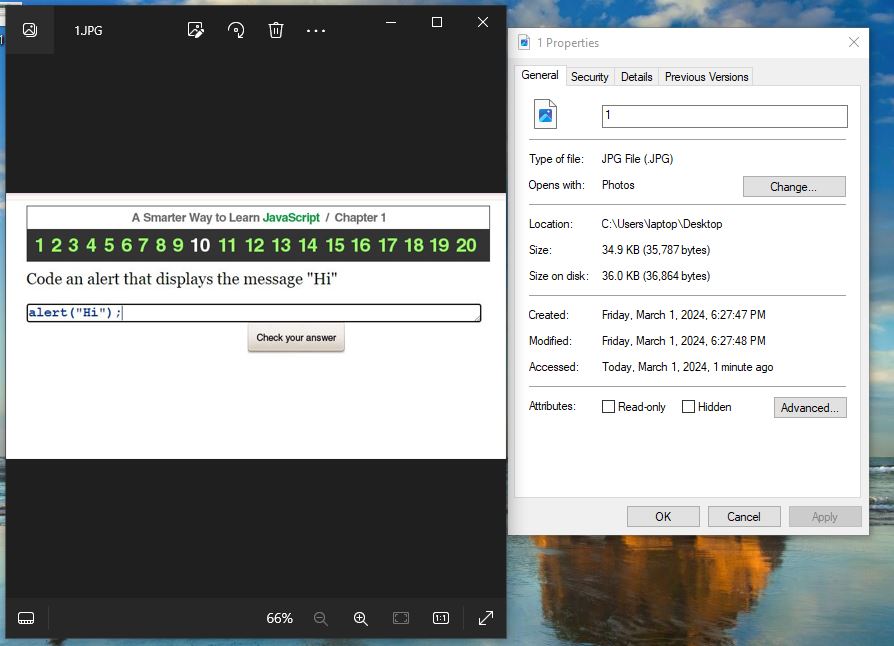 1.JPG
A Smarter Way to Learn JavaScript / Chapter 1
1 2 3 4 5 6 7 8 9 10 11 12 13 14 15 16 17 18 19 20
Code an alert that displays the message "Hi"
alert("Hi");
Check your answer
66%
1:1
1 Properties
General Security Details Previous Versions
1
Type of file: JPG File (.JPG)
Opens with: Photos Change...
Location: C:\Users\laptop\Desktop
Size: 34.9 KB (35,787 bytes)
Size on disk: 36.0 KB (36,864 bytes)
Created: Friday, March 1, 2024, 6:27:47 PM
Modified: Friday, March 1, 2024, 6:27:48 PM
Accessed: Today, March 1, 2024, 1 minute ago
Attributes: Read-only Hidden Advanced...
OK Cancel Apply